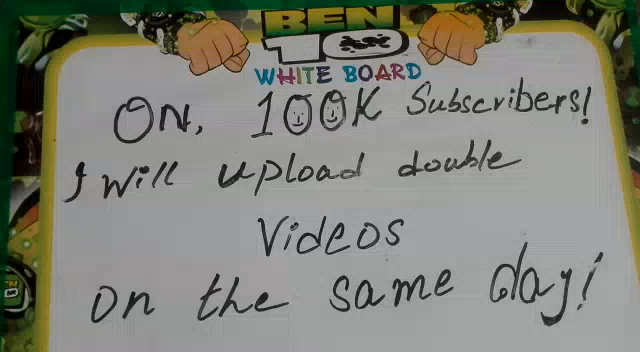 BEN
10
WHITE BOARD
ON, 100K Subscribers!
I will upload double
Videos
on the same day!